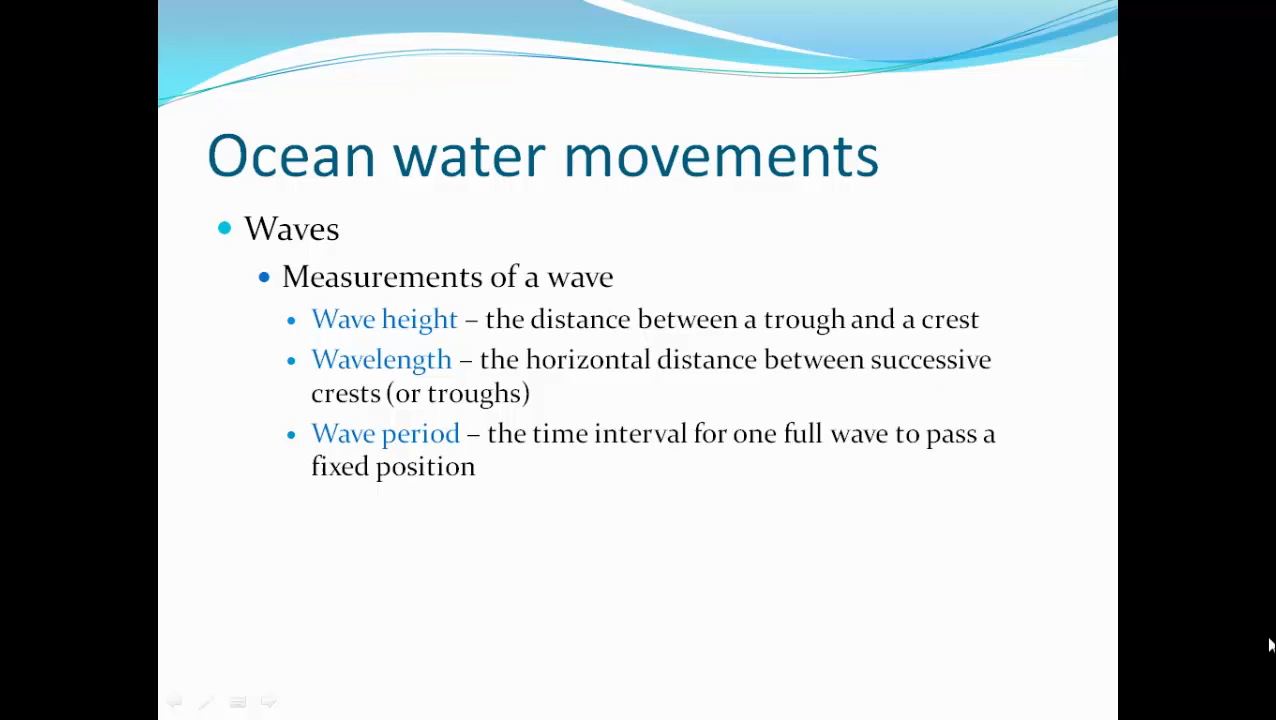 Ocean water movements
Waves
Measurements of a wave
Wave height – the distance between a trough and a crest
Wavelength – the horizontal distance between successive
crests (or troughs)
Wave period – the time interval for one full wave to pass a
fixed position